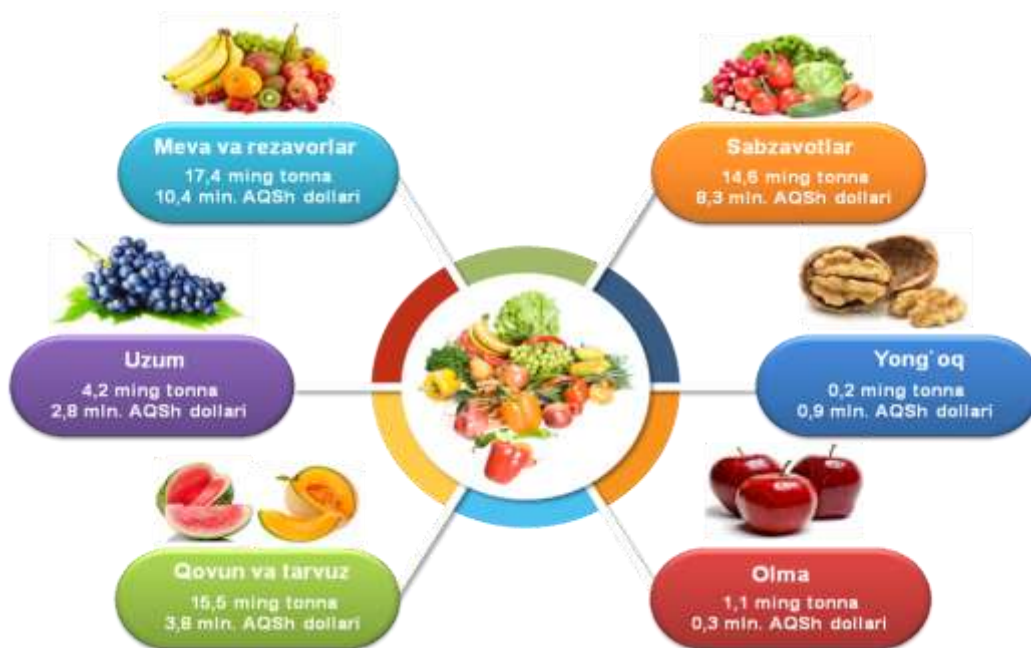 Meva va rezavorlar
17,4 ming tonna
10,4 mln. AQSh dollari
Sabzavotlar
14,6 ming tonna
8,3 mln. AQSh dollari
Uzum
4,2 ming tonna
2,8 mln. AQSh dollari
Yong`oq
0,2 ming tonna
0,9 mln. AQSh dollari
Qovun va tarvuz
15,5 ming tonna
3,8 mln. AQSh dollari
Olma
1,1 ming tonna
0,3 mln. AQSh dollari